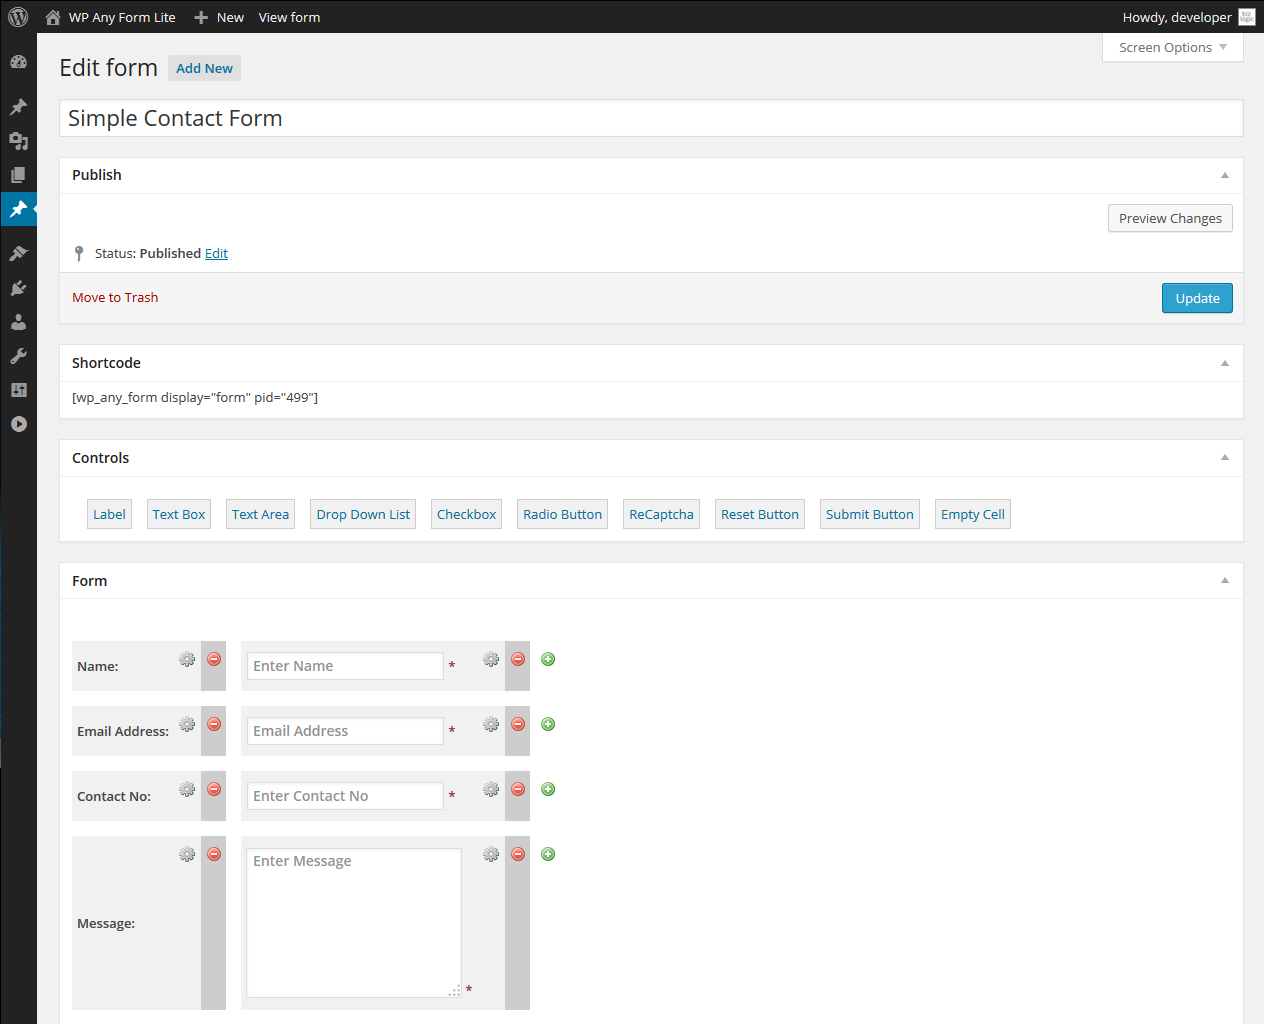 WP Any Form Lite New View form Howdy, developer
biz logic
Screen Options
Edit form Add New
Simple Contact Form
Publish
Preview Changes
Status: Published Edit
Move to Trash Update
Shortcode
[wp_any_form display="form" pid="499"]
Controls
Label Text Box Text Area Drop Down List Checkbox Radio Button ReCaptcha Reset Button Submit Button Empty Cell
Form
Name: Enter Name *
Email Address: Email Address *
Contact No: Enter Contact No *
Enter Message
Message:
*